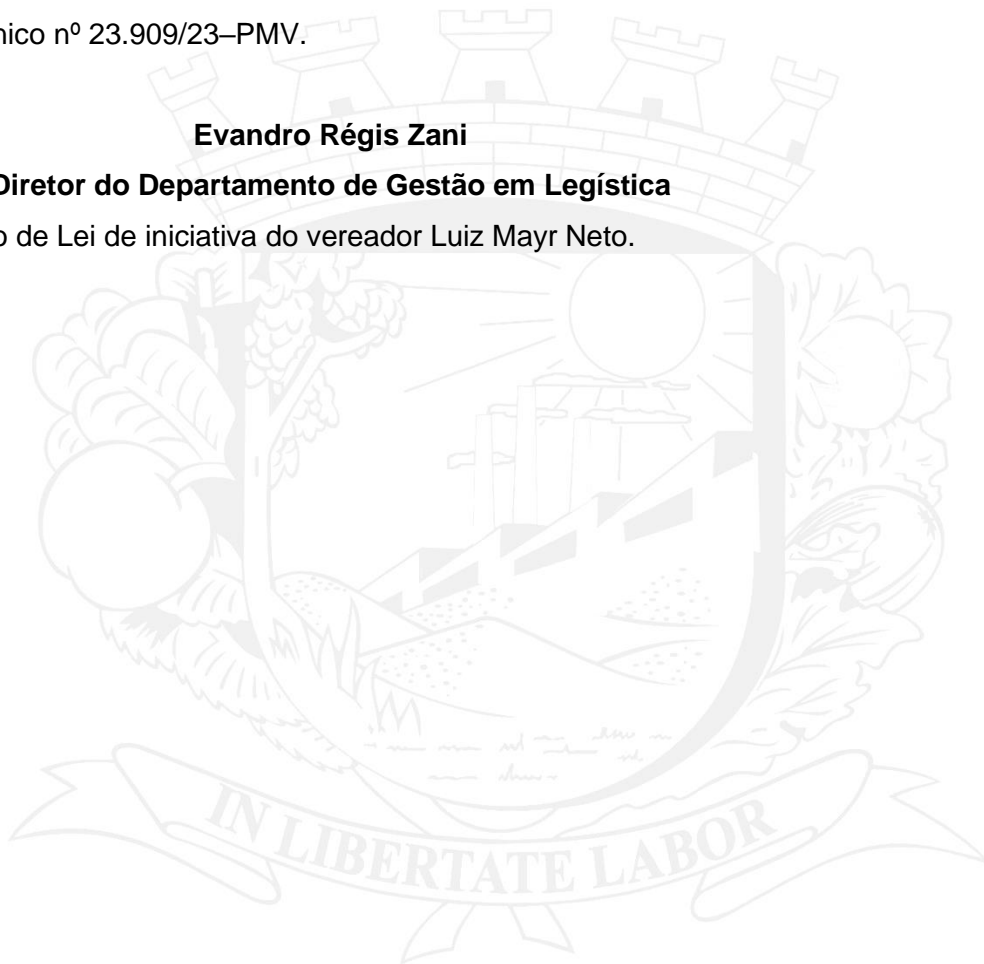 nico nº 23.909/23–PMV.
Evandro Régis Zani
Diretor do Departamento de Gestão em Legística
o de Lei de iniciativa do vereador Luiz Mayr Neto.
IN LIBERTATE LABOR